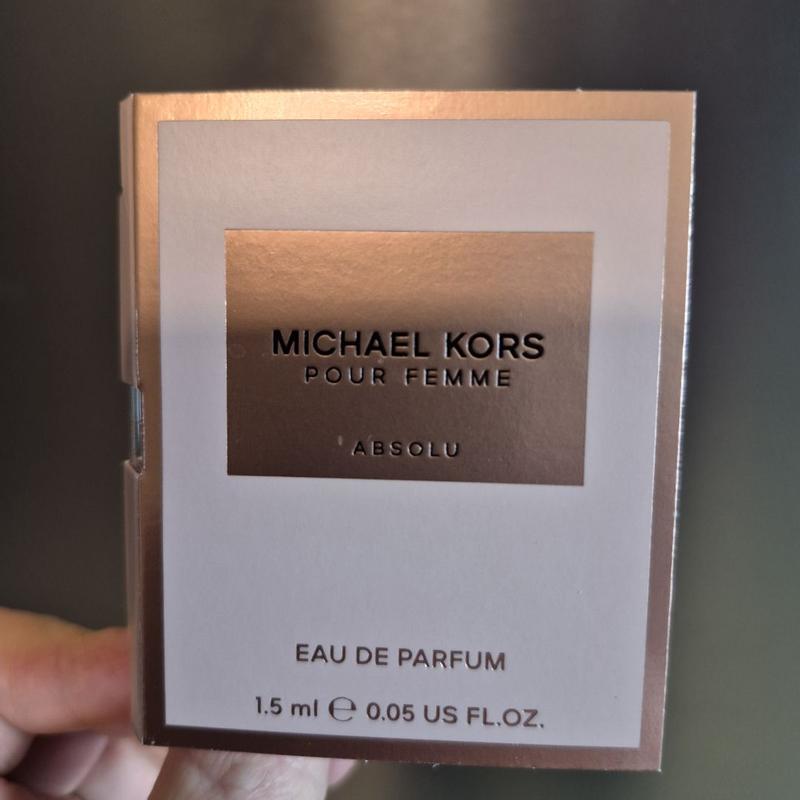 MICHAEL KORS
POUR FEMME
ABSOLU
EAU DE PARFUM
1.5 ml ℮ 0.05 US FL.OZ.